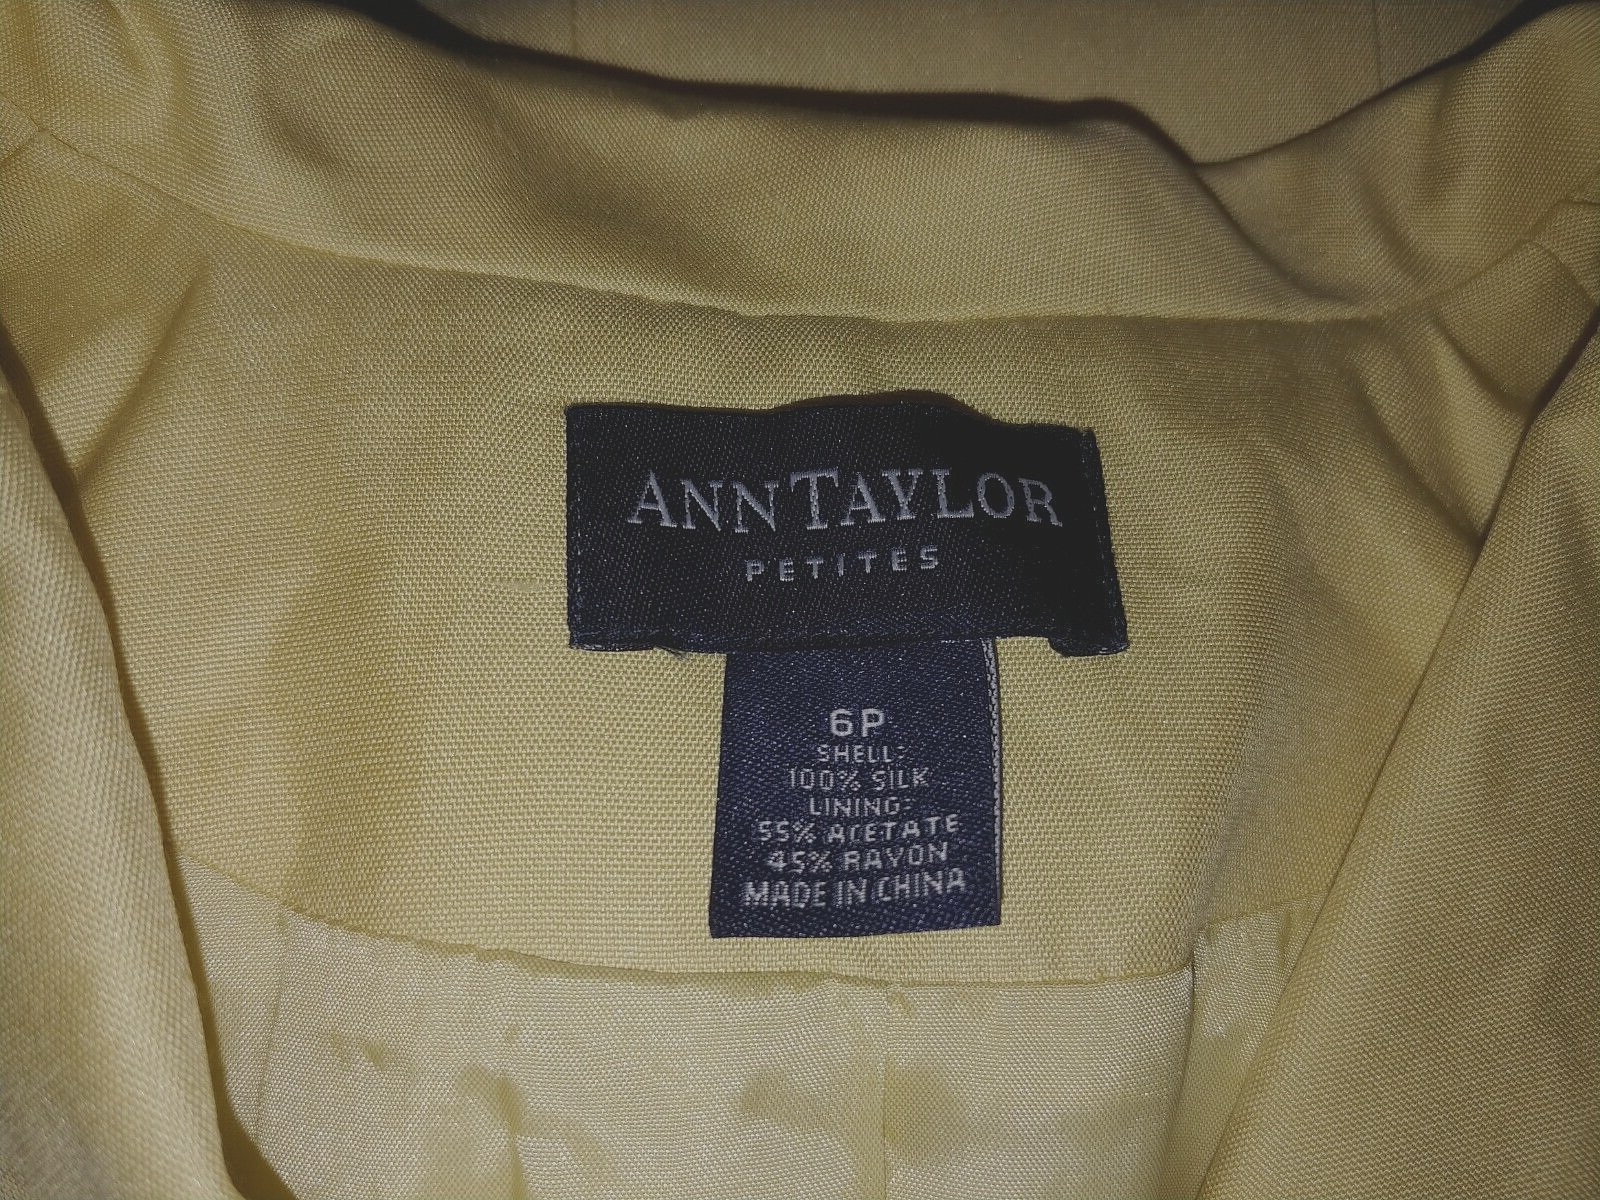 ANNTAYLOR
PETITES
6P
SHELL:
100% SILK
LINING:
55% ACETATE
45% RAYON
MADE IN CHINA